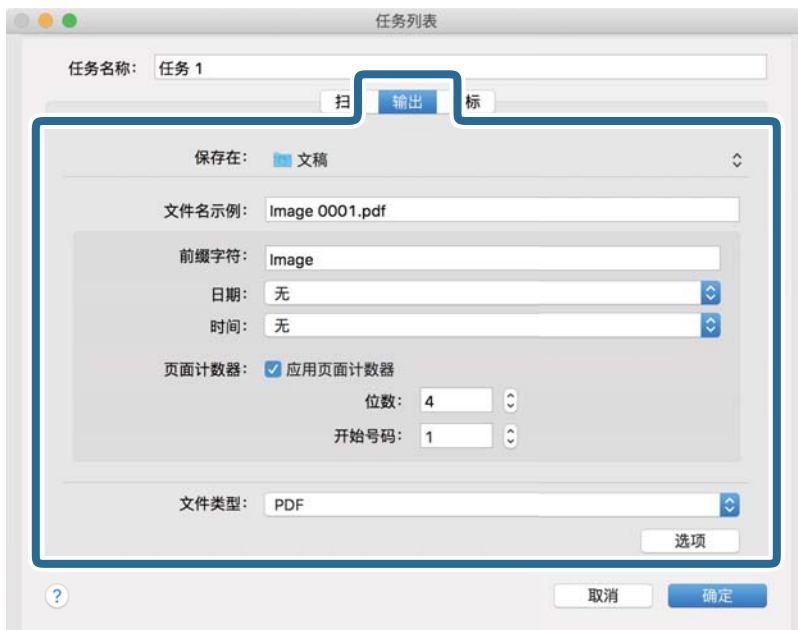 任务列表
任务名称： 任务 1
扫 输出 标
保存在： 文稿
文件名示例： Image 0001.pdf
前缀字符： Image
日期： 无
时间： 无
页面计数器： 应用页面计数器
位数： 4
开始号码： 1
文件类型： PDF
选项
? 取消 确定